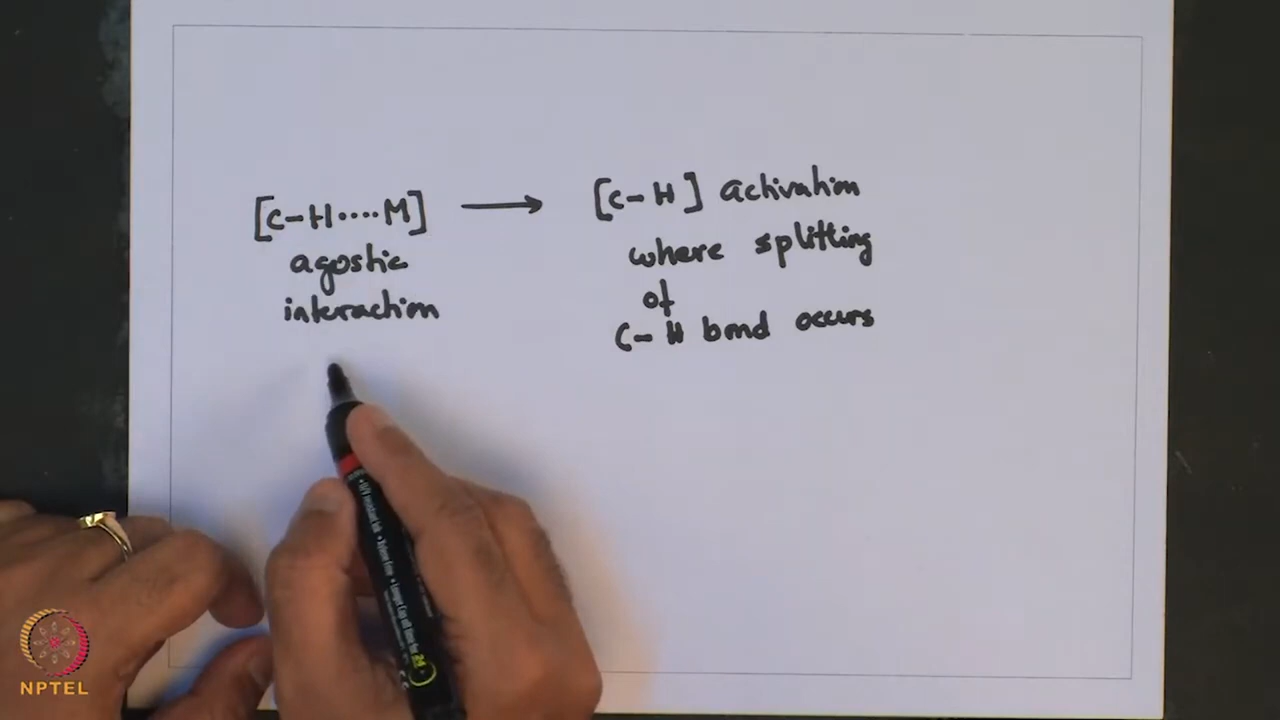 [C-H....M] ⟶ [C-H] activation
agostic
interaction
where splitting
of
C-H bond occurs
NPTEL